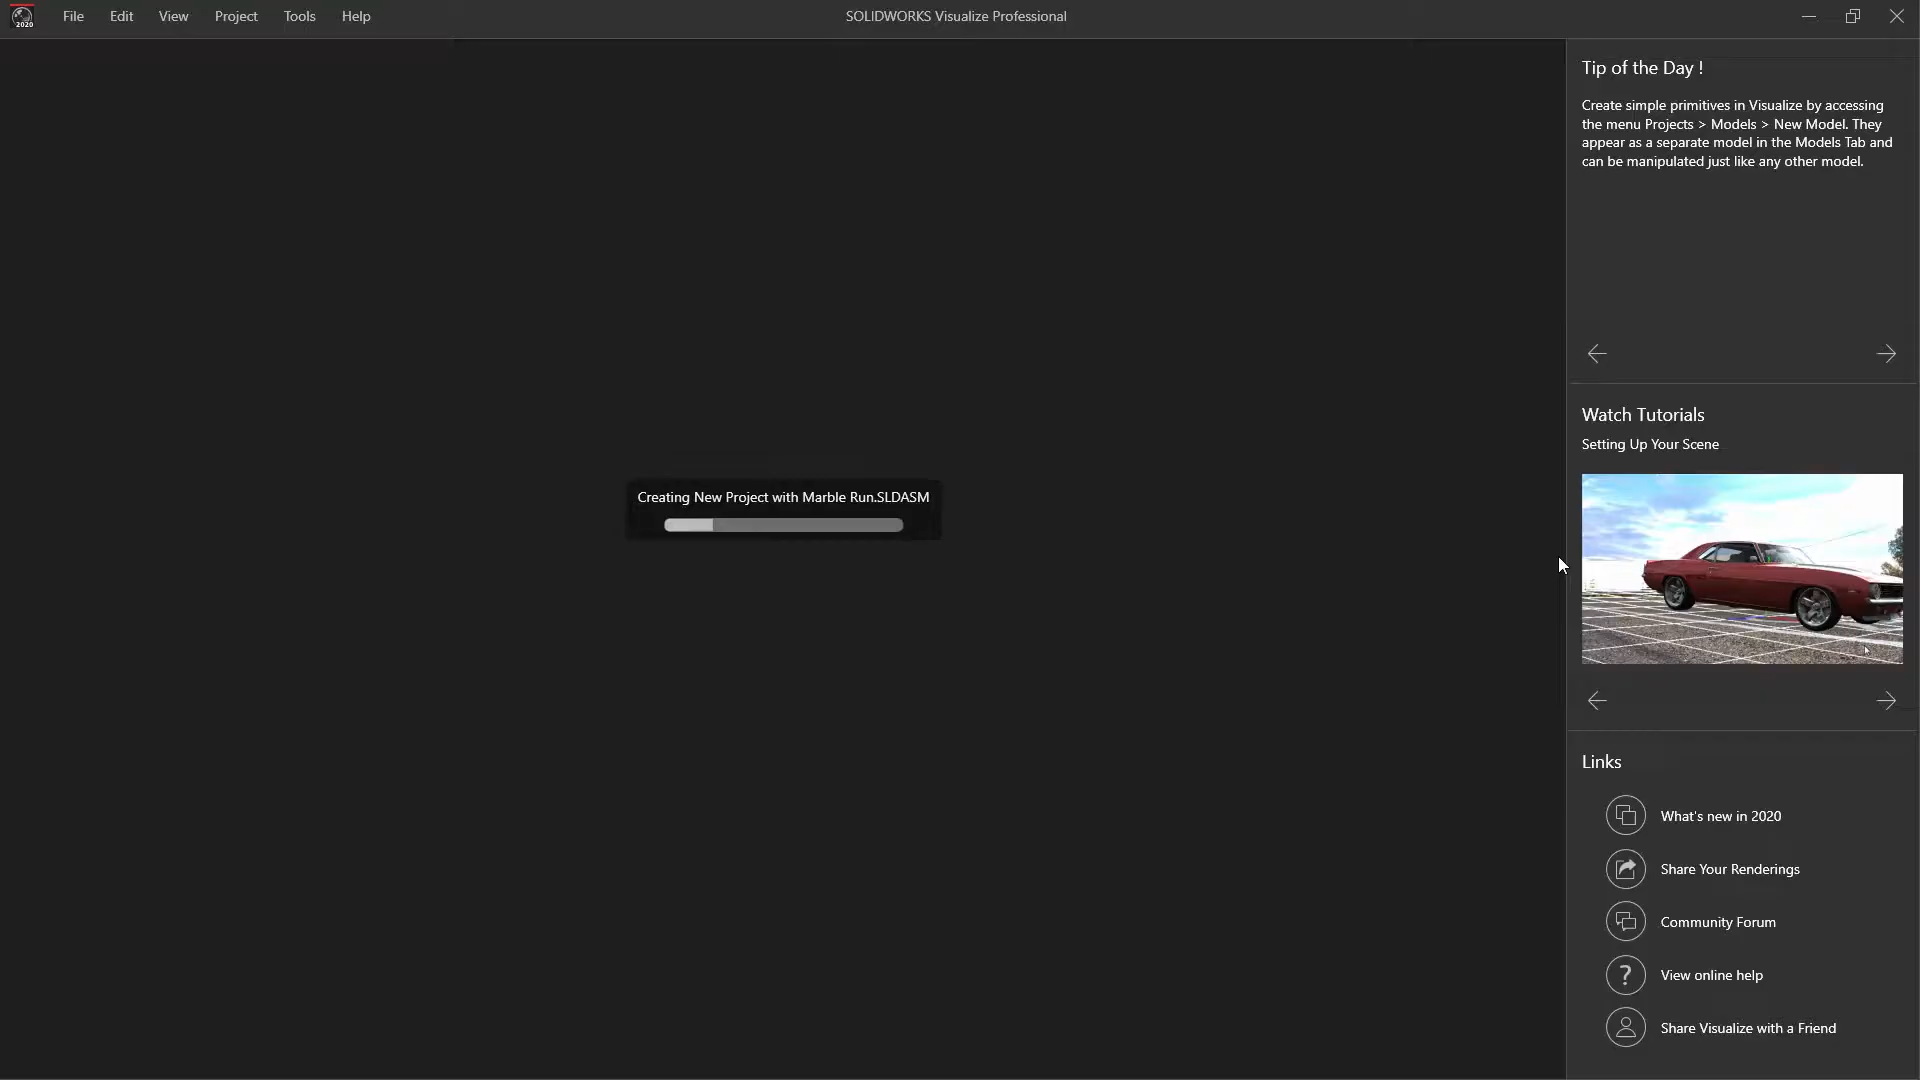 2020
File Edit View Project Tools Help
SOLIDWORKS Visualize Professional
Tip of the Day !
Create simple primitives in Visualize by accessing
the menu Projects > Models > New Model. They
appear as a separate model in the Models Tab and
can be manipulated just like any other model.
Creating New Project with Marble Run.SLDASM
Watch Tutorials
Setting Up Your Scene
Links
What's new in 2020
Share Your Renderings
Community Forum
? View online help
Share Visualize with a Friend